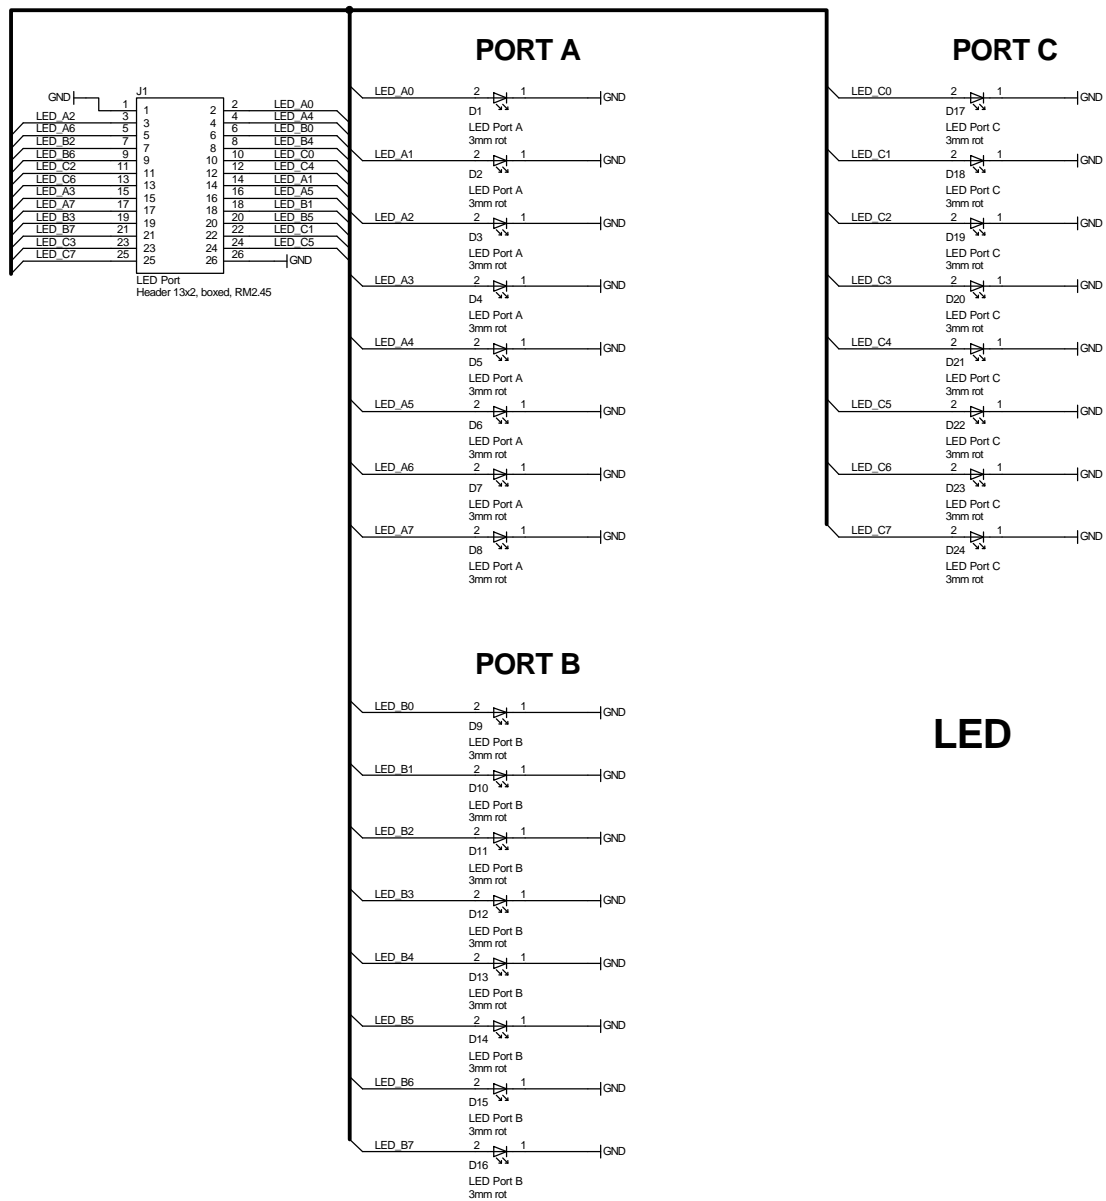 PORT A
PORT C
J1
GND 1 1 2 2 LED_A0
LED_A2 3 3 4 4 LED_A4
LED_A6 5 5 6 6 LED_B0
LED_B2 7 7 8 8 LED_B4
LED_B6 9 9 10 10 LED_C0
LED_C2 11 11 12 12 LED_C4
LED_C6 13 13 14 14 LED_A1
LED_A3 15 15 16 16 LED_A5
LED_A7 17 17 18 18 LED_B1
LED_B3 19 19 20 20 LED_B5
LED_B7 21 21 22 22 LED_C1
LED_C3 23 23 24 24 LED_C5
LED_C7 25 25 26 26 GND
LED Port
Header 13x2, boxed, RM2.45
LED_A0 2 1 GND
D1
LED Port A
3mm rot
LED_A1 2 1 GND
D2
LED Port A
3mm rot
LED_A2 2 1 GND
D3
LED Port A
3mm rot
LED_A3 2 1 GND
D4
LED Port A
3mm rot
LED_A4 2 1 GND
D5
LED Port A
3mm rot
LED_A5 2 1 GND
D6
LED Port A
3mm rot
LED_A6 2 1 GND
D7
LED Port A
3mm rot
LED_A7 2 1 GND
D8
LED Port A
3mm rot
LED_C0 2 1 GND
D17
LED Port C
3mm rot
LED_C1 2 1 GND
D18
LED Port C
3mm rot
LED_C2 2 1 GND
D19
LED Port C
3mm rot
LED_C3 2 1 GND
D20
LED Port C
3mm rot
LED_C4 2 1 GND
D21
LED Port C
3mm rot
LED_C5 2 1 GND
D22
LED Port C
3mm rot
LED_C6 2 1 GND
D23
LED Port C
3mm rot
LED_C7 2 1 GND
D24
LED Port C
3mm rot
PORT B
LED_B0 2 1 GND
D9
LED Port B
3mm rot
LED_B1 2 1 GND
D10
LED Port B
3mm rot
LED_B2 2 1 GND
D11
LED Port B
3mm rot
LED_B3 2 1 GND
D12
LED Port B
3mm rot
LED_B4 2 1 GND
D13
LED Port B
3mm rot
LED_B5 2 1 GND
D14
LED Port B
3mm rot
LED_B6 2 1 GND
D15
LED Port B
3mm rot
LED_B7 2 1 GND
D16
LED Port B
3mm rot
LED